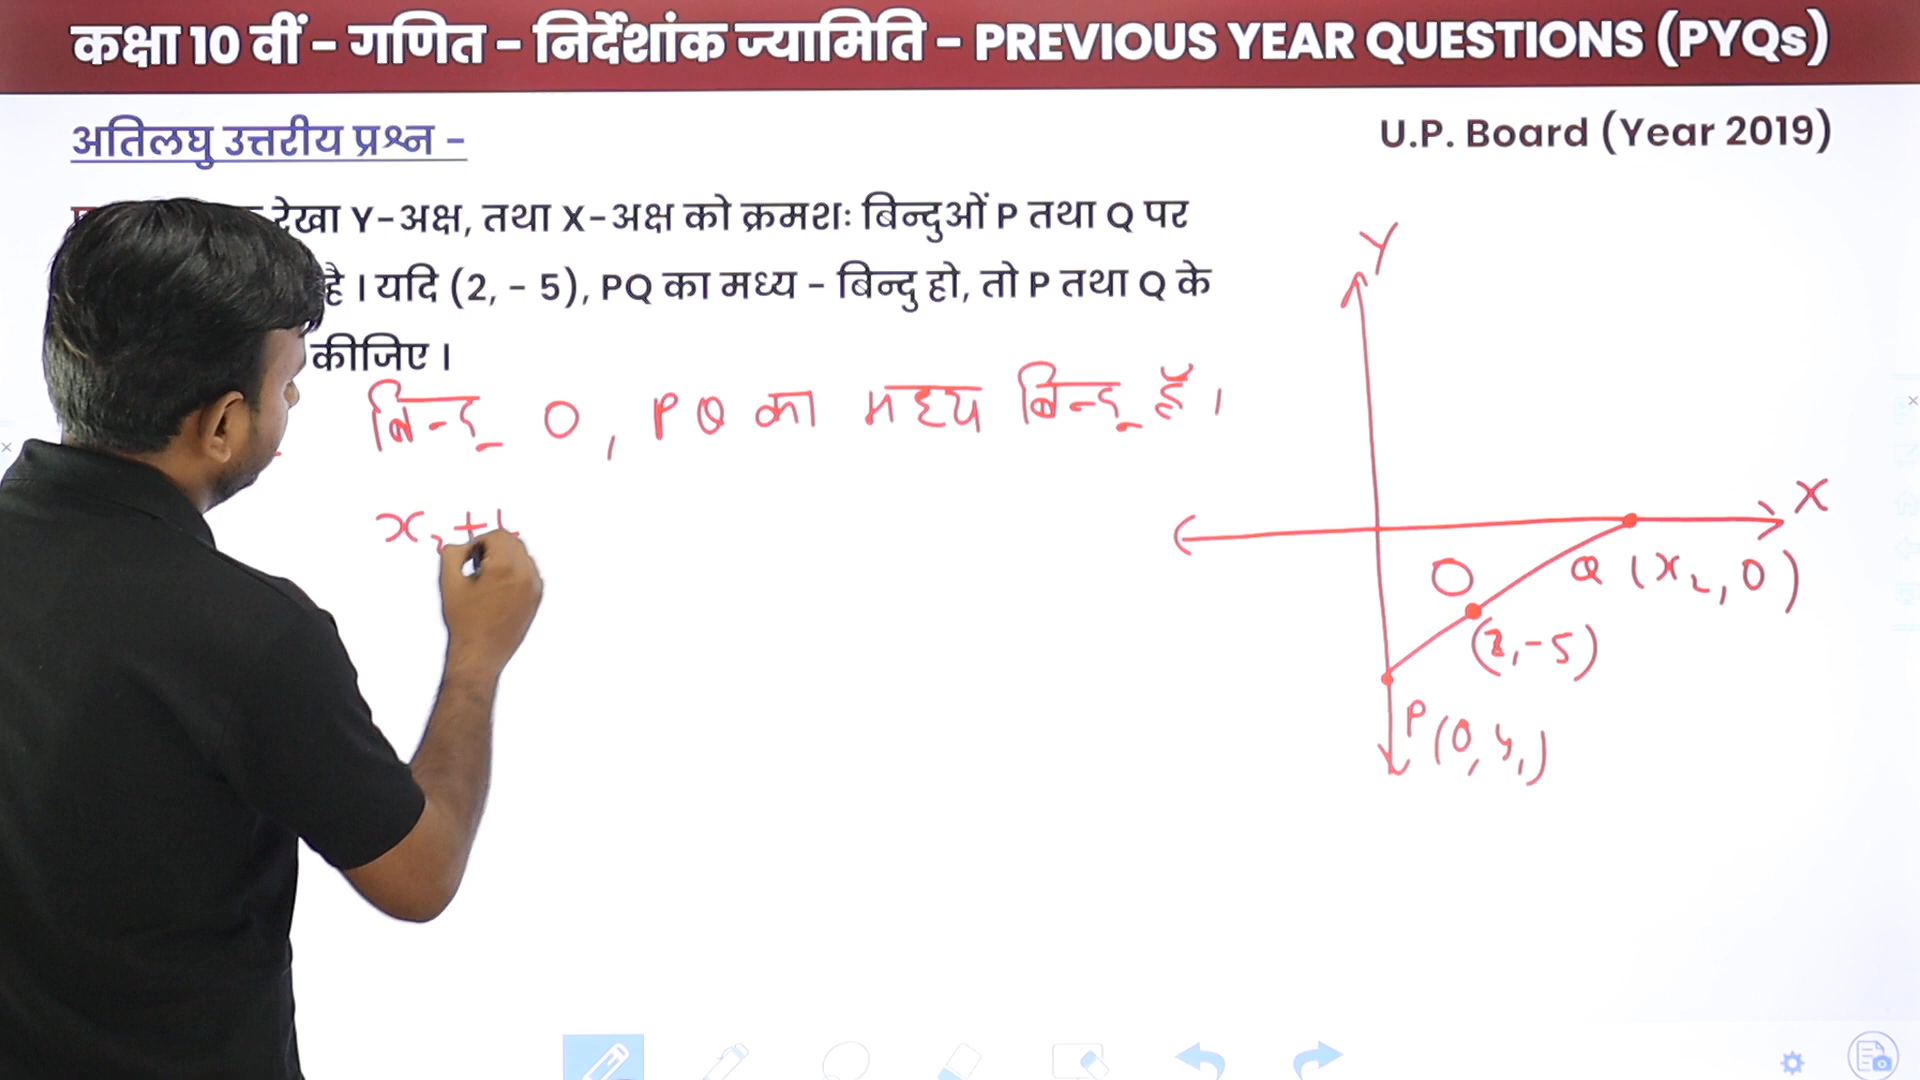 कक्षा 10 वीं - गणित - निर्देशांक ज्यामिति - PREVIOUS YEAR QUESTIONS (PYQs)
अतिलघु उत्तरीय प्रश्न -
U.P. Board (Year 2019)
रेखा Y-अक्ष, तथा X-अक्ष को क्रमशः बिन्दुओं P तथा Q पर
है । यदि (2, - 5), PQ का मध्य - बिन्दु हो, तो P तथा Q के
कीजिए ।
बिन्दु O, PQ का मध्य बिन्दु है ।
x₂+
Y
X
O
Q (x₂, 0)
(2, -5)
P (0, y₁)